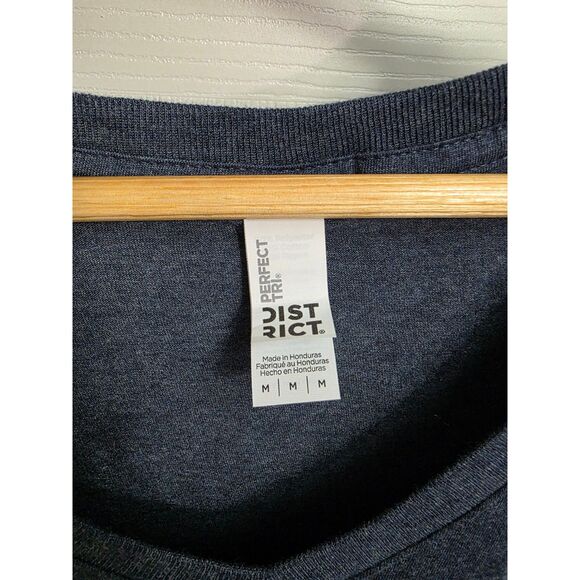 PERFECT
TRI®
DIST
RICT®
Made in Honduras
Fabriqué au Honduras
Hecho en Honduras
M | M | M